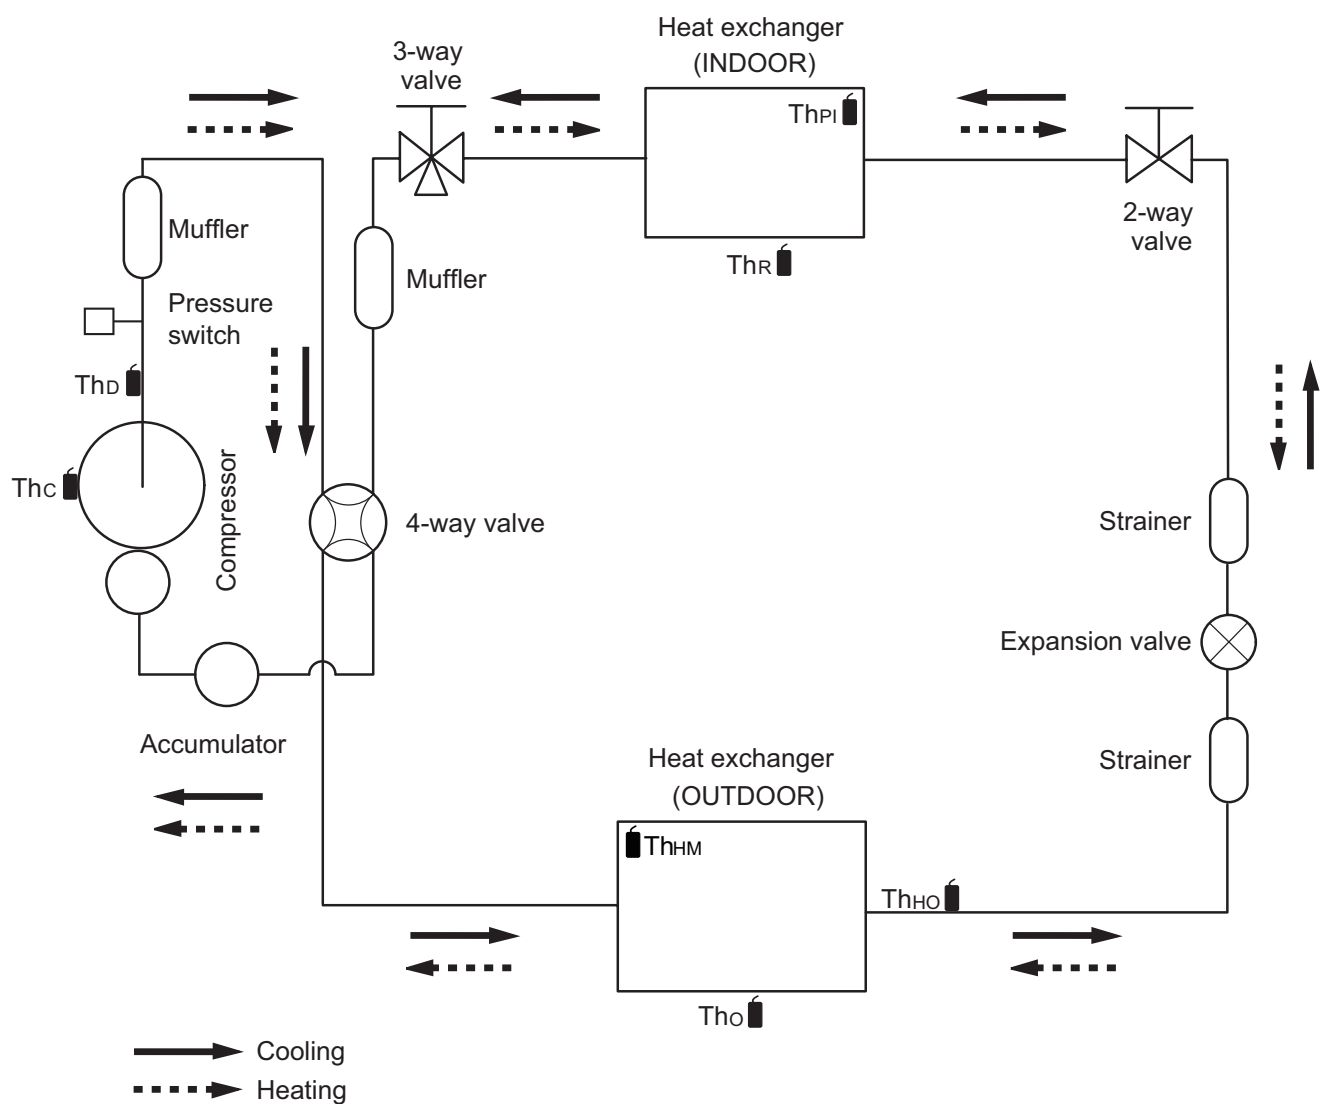 Heat exchanger
(INDOOR)
3-way
valve
ThPI
Muffler
2-way
valve
ThR
Muffler
Pressure
switch
ThD
ThC
Compressor
4-way valve
Strainer
Expansion valve
Accumulator
Heat exchanger
(OUTDOOR)
Strainer
ThHM
ThHO
ThO
Cooling
Heating